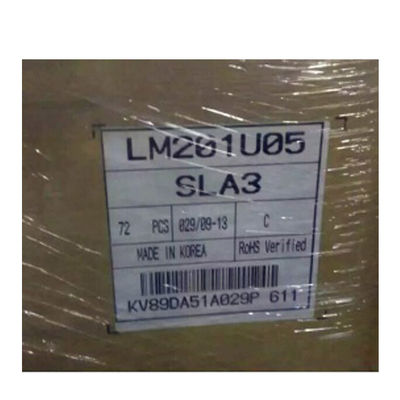 LM201U05
SLA3
72 PCS 029/09-13 C
MADE IN KOREA RoHS Verified
KV89DA51A029P 611